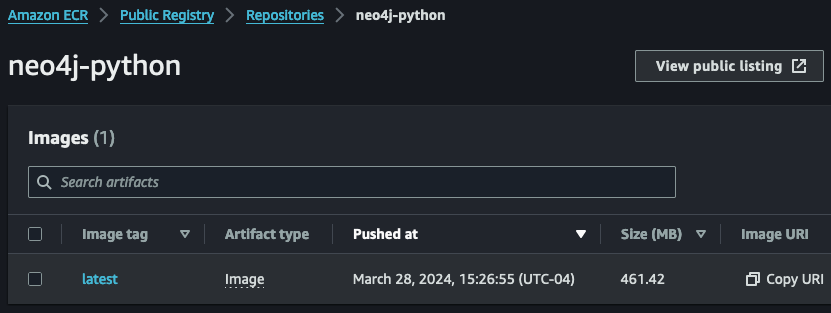 Amazon ECR > Public Registry > Repositories > neo4j-python
neo4j-python View public listing
Images (1)
Search artifacts
Image tag Artifact type Pushed at Size (MB) Image URI
latest Image March 28, 2024, 15:26:55 (UTC-04) 461.42 Copy URI